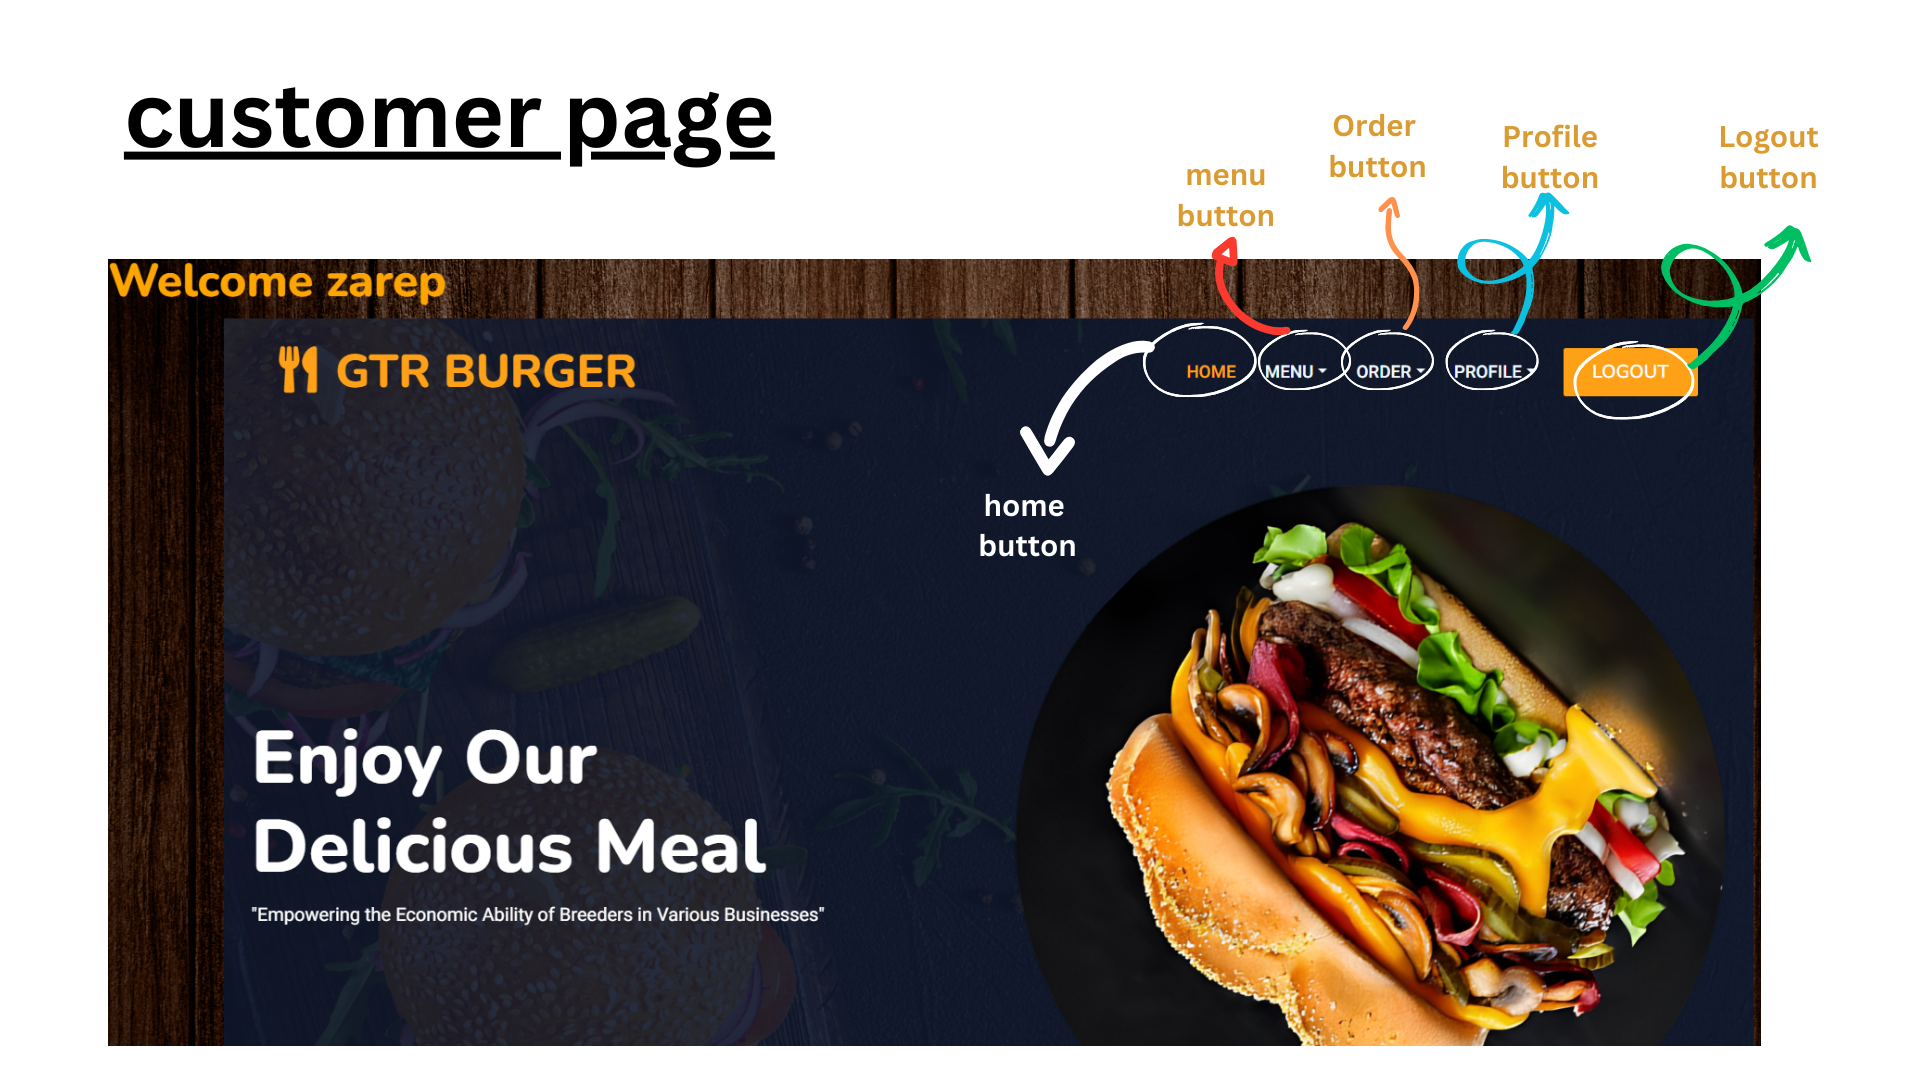 customer page
Order
button
Profile
button
Logout
button
menu
button
Welcome zarep
GTR BURGER
HOME
MENU
ORDER
PROFILE
LOGOUT
home
button
Enjoy Our
Delicious Meal
"Empowering the Economic Ability of Breeders in Various Businesses"